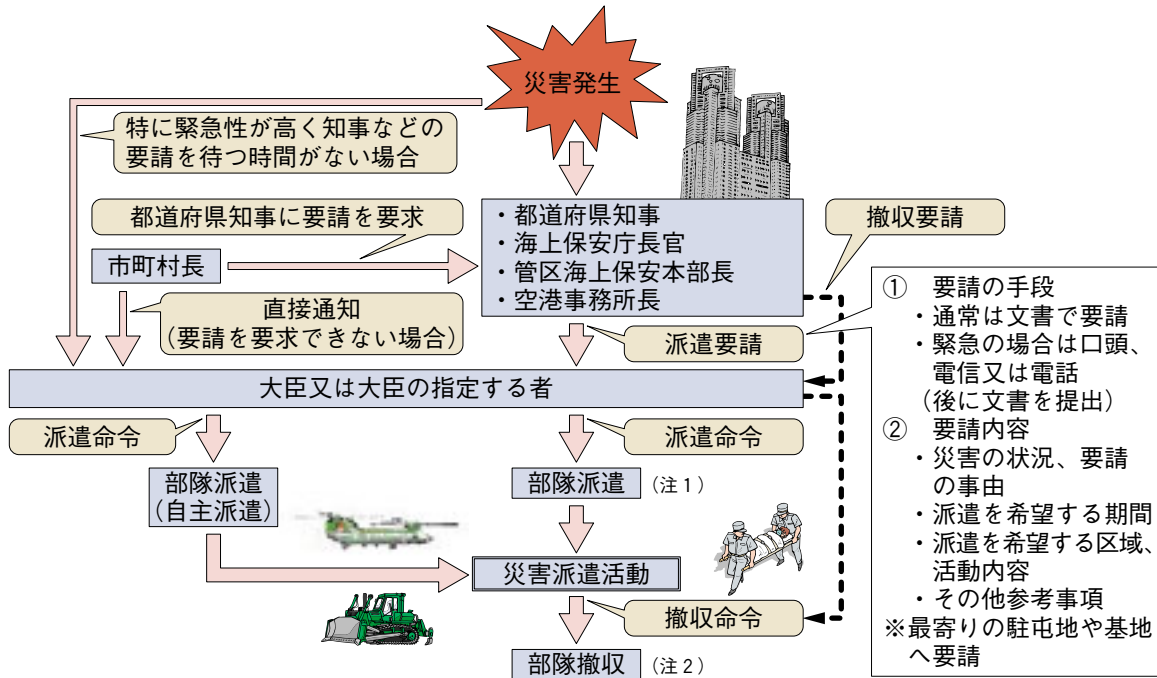 災害発生
特に緊急性が高く知事などの
要請を待つ時間がない場合
都道府県知事に要請を要求
市町村長
・都道府県知事
・海上保安庁長官
・管区海上保安本部長
・空港事務所長
撤収要請
直接通知
(要請を要求できない場合)
派遣要請
① 要請の手段
・通常は文書で要請
・緊急の場合は口頭、
電信又は電話
(後に文書を提出)
② 要請内容
・災害の状況、要請
の事由
・派遣を希望する期間
・派遣を希望する区域、
活動内容
・その他参考事項
※最寄りの駐屯地や基地
へ要請
大臣又は大臣の指定する者
派遣命令
派遣命令
部隊派遣
(自主派遣)
部隊派遣 (注1)
災害派遣活動
撤収命令
部隊撤収 (注2)